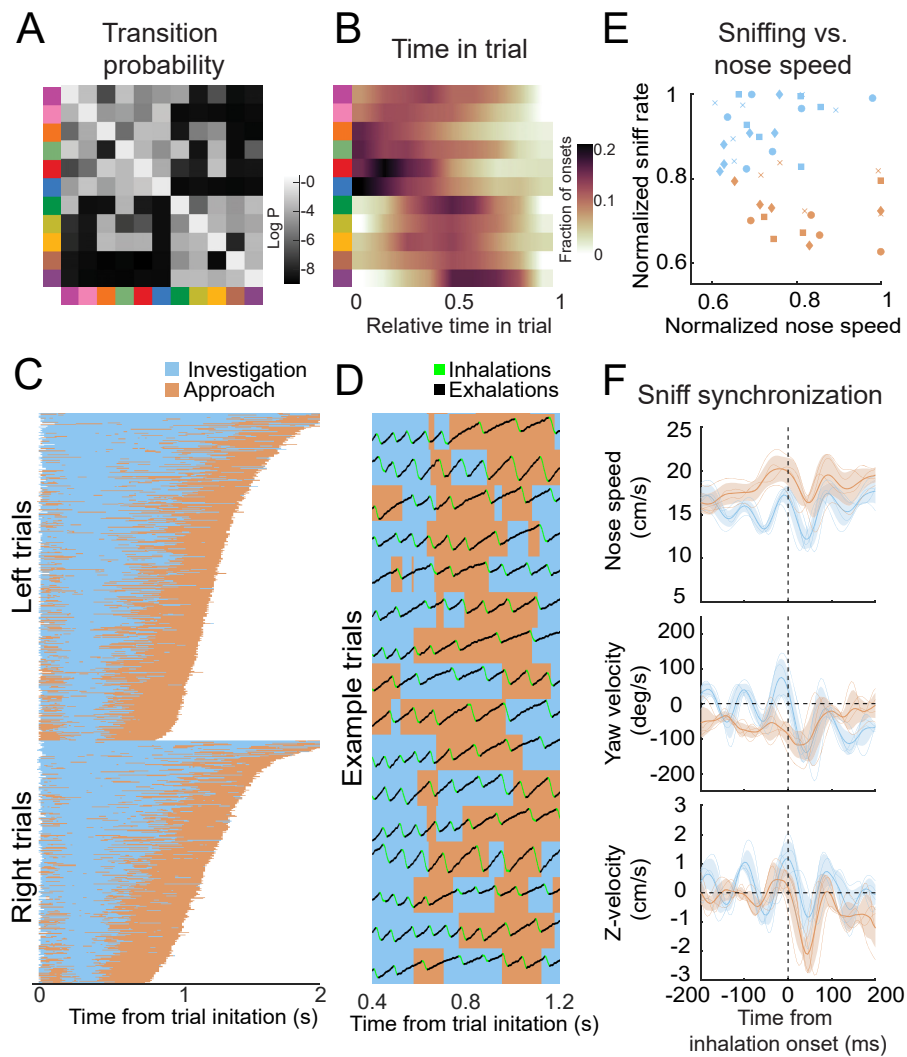 A
Transition
probability
-0
-4
-8
Log P
B
Time in trial
0.2
0.1
0
Fraction of onsets
0
0.5
1
Relative time in trial
E
Sniffing vs.
nose speed
1
0.8
0.6
Normalized sniff rate
0.6
0.8
1
Normalized nose speed
C
Investigation
Approach
Left trials
Right trials
0
1
2
Time from trial initation (s)
D
Inhalations
Exhalations
Example trials
0.4
0.8
1.2
Time from trial initation (s)
F
Sniff synchronization
25
20
15
10
5
Nose speed
(cm/s)
200
100
0
-100
-200
Yaw velocity
(deg/s)
3
2
1
0
-1
-2
-3
Z-velocity
(cm/s)
-200
-100
0
100
200
Time from
inhalation onset (ms)